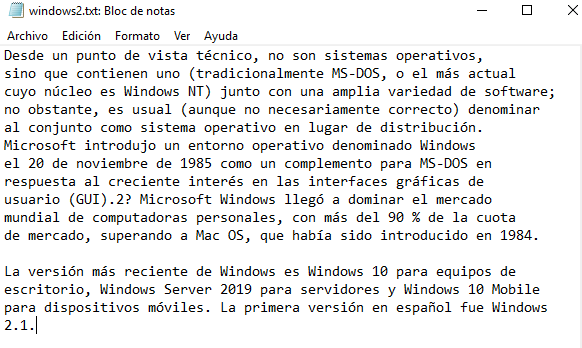 windows2.txt: Bloc de notas
Archivo Edición Formato Ver Ayuda
Desde un punto de vista técnico, no son sistemas operativos,
sino que contienen uno (tradicionalmente MS-DOS, o el más actual
cuyo núcleo es Windows NT) junto con una amplia variedad de software;
no obstante, es usual (aunque no necesariamente correcto) denominar
al conjunto como sistema operativo en lugar de distribución.
Microsoft introdujo un entorno operativo denominado Windows
el 20 de noviembre de 1985 como un complemento para MS-DOS en
respuesta al creciente interés en las interfaces gráficas de
usuario (GUI).2? Microsoft Windows llegó a dominar el mercado
mundial de computadoras personales, con más del 90 % de la cuota
de mercado, superando a Mac OS, que había sido introducido en 1984.

La versión más reciente de Windows es Windows 10 para equipos de
escritorio, Windows Server 2019 para servidores y Windows 10 Mobile
para dispositivos móviles. La primera versión en español fue Windows
2.1.